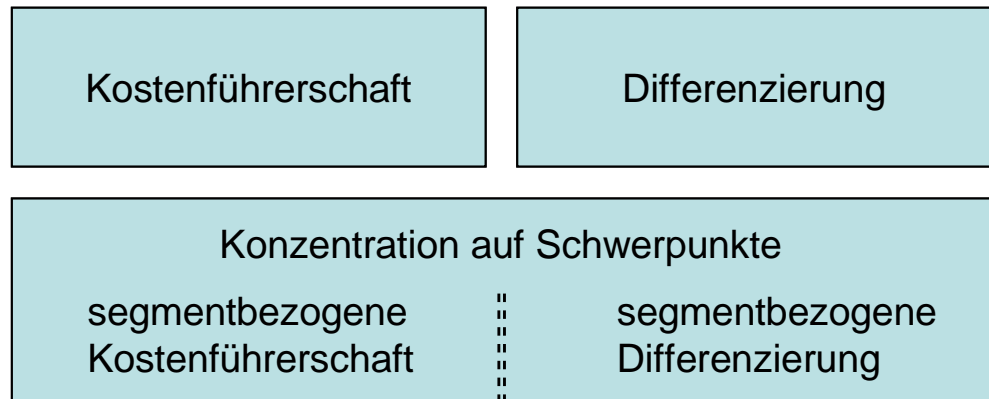 Kostenführerschaft
Differenzierung
Konzentration auf Schwerpunkte
segmentbezogene
Kostenführerschaft
segmentbezogene
Differenzierung